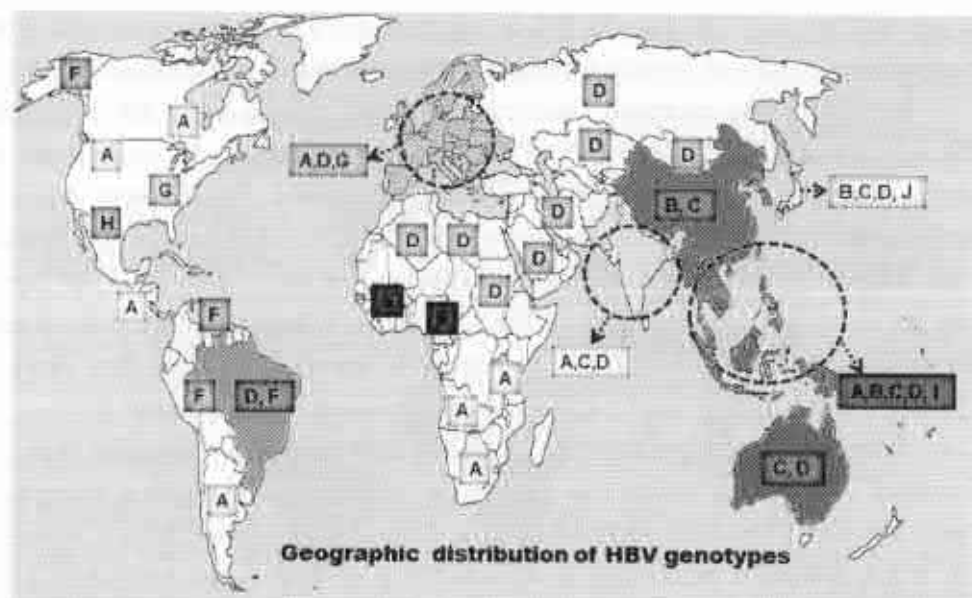 F
A
D
A
A,D,G
D
D
G
B,C
B,C,D,J
H
D
D
D
D
A
D
F
A,C,D
A
F
D,F
A,B,C,D,I
A
C,D
A
A
Geographic distribution of HBV genotypes